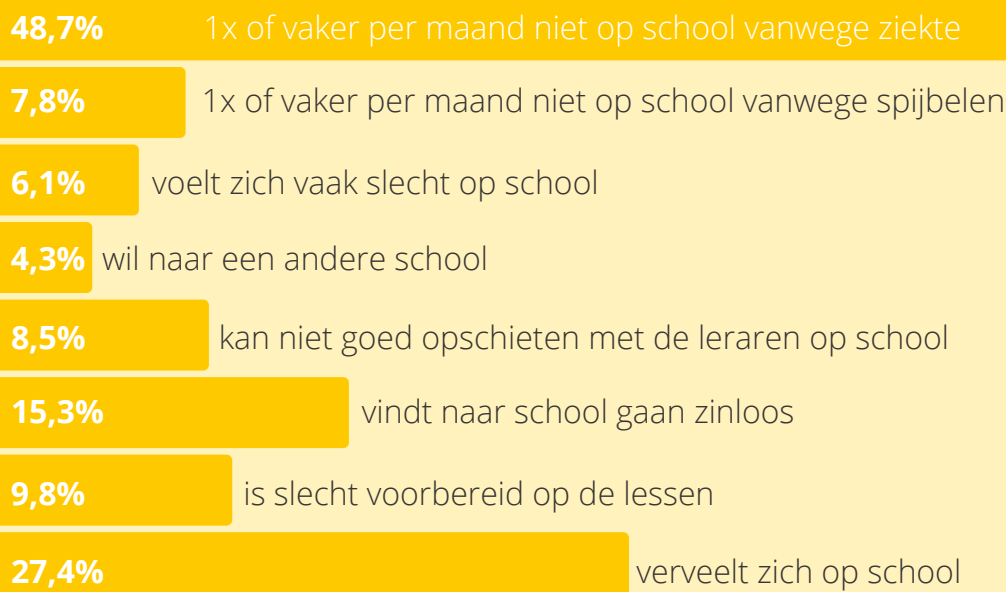 48,7% 1x of vaker per maand niet op school vanwege ziekte
7,8% 1x of vaker per maand niet op school vanwege spijbelen
6,1% voelt zich vaak slecht op school
4,3% wil naar een andere school
8,5% kan niet goed opschieten met de leraren op school
15,3% vindt naar school gaan zinloos
9,8% is slecht voorbereid op de lessen
27,4% verveelt zich op school